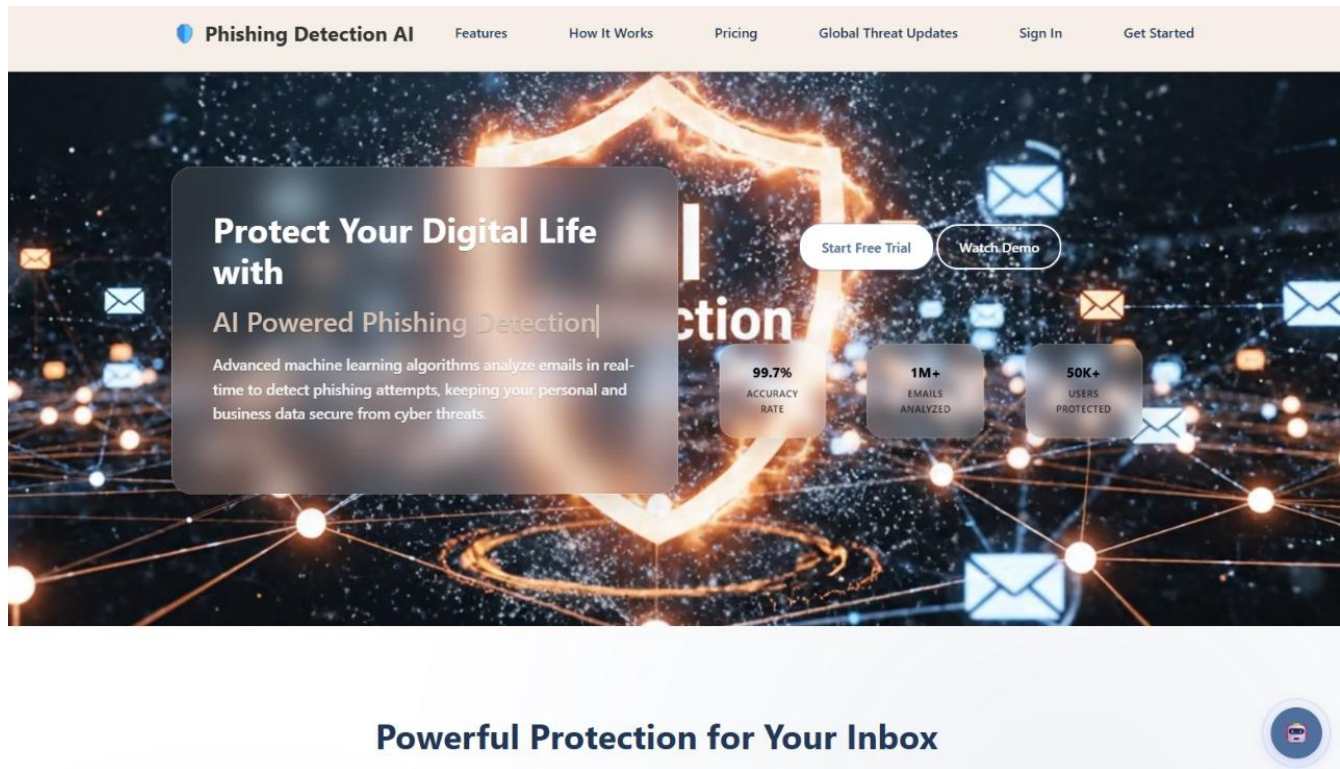 Phishing Detection AI
Features
How It Works
Pricing
Global Threat Updates
Sign In
Get Started
Protect Your Digital Life
with
AI Powered Phishing Detection
Advanced machine learning algorithms analyze emails in real-
time to detect phishing attempts, keeping your personal and
business data secure from cyber threats.
ction
Start Free Trial
Watch Demo
99.7%
ACCURACY
RATE
1M+
EMAILS
ANALYZED
50K+
USERS
PROTECTED
Powerful Protection for Your Inbox